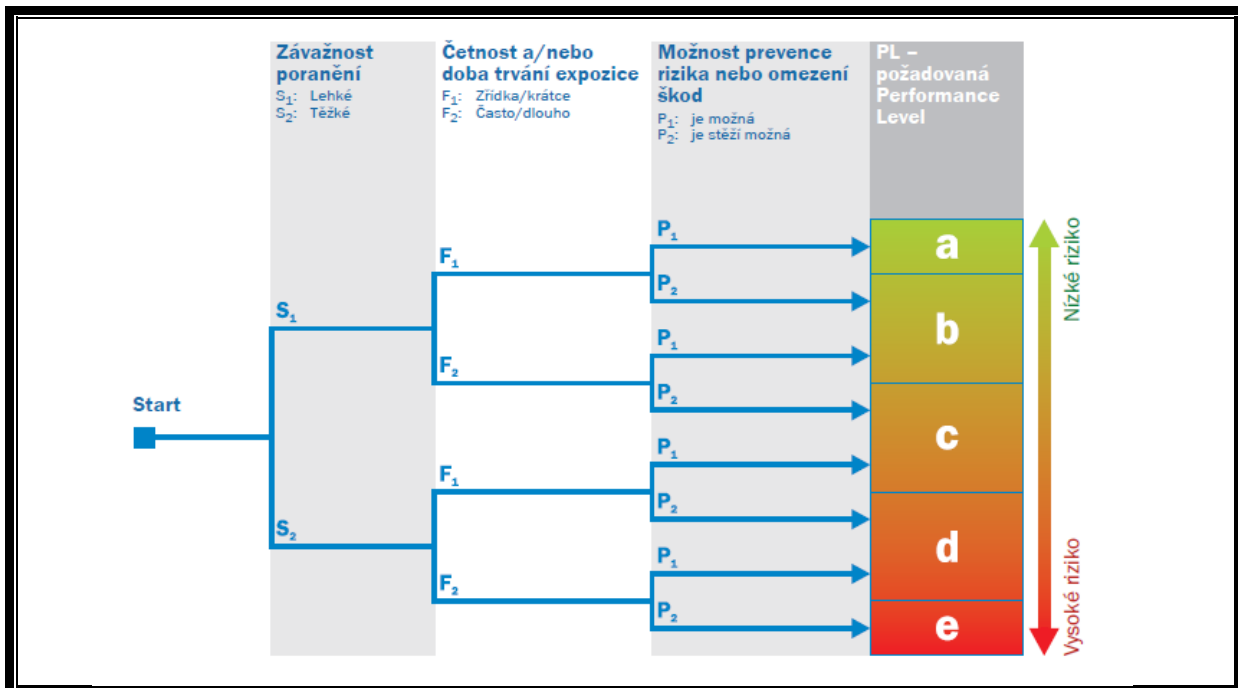 Závažnost
poranění
S₁: Lehké
S₂: Těžké
Četnost a/nebo
doba trvání expozice
F₁: Zřídka/krátce
F₂: Často/dlouho
Možnost prevence
rizika nebo omezení
škod
P₁: je možná
P₂: je stěží možná
PL –
požadovaná
Performance
Level
Start
S₁
S₂
F₁
F₂
F₁
F₂
P₁
P₂
P₁
P₂
P₁
P₂
P₁
P₂
a
b
c
d
e
Nízké riziko
Vysoké riziko